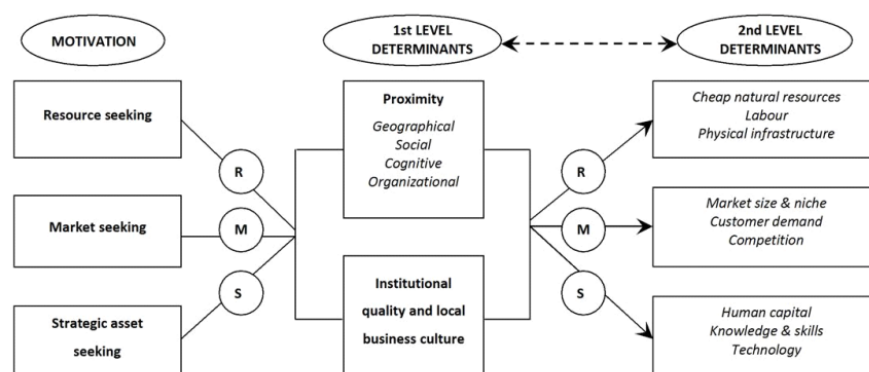 MOTIVATION
1st LEVEL
DETERMINANTS
2nd LEVEL
DETERMINANTS
Resource seeking
Market seeking
Strategic asset
seeking
R
M
S
Proximity
Geographical
Social
Cognitive
Organizational
Institutional
quality and local
business culture
R
M
S
Cheap natural resources
Labour
Physical infrastructure
Market size & niche
Customer demand
Competition
Human capital
Knowledge & skills
Technology